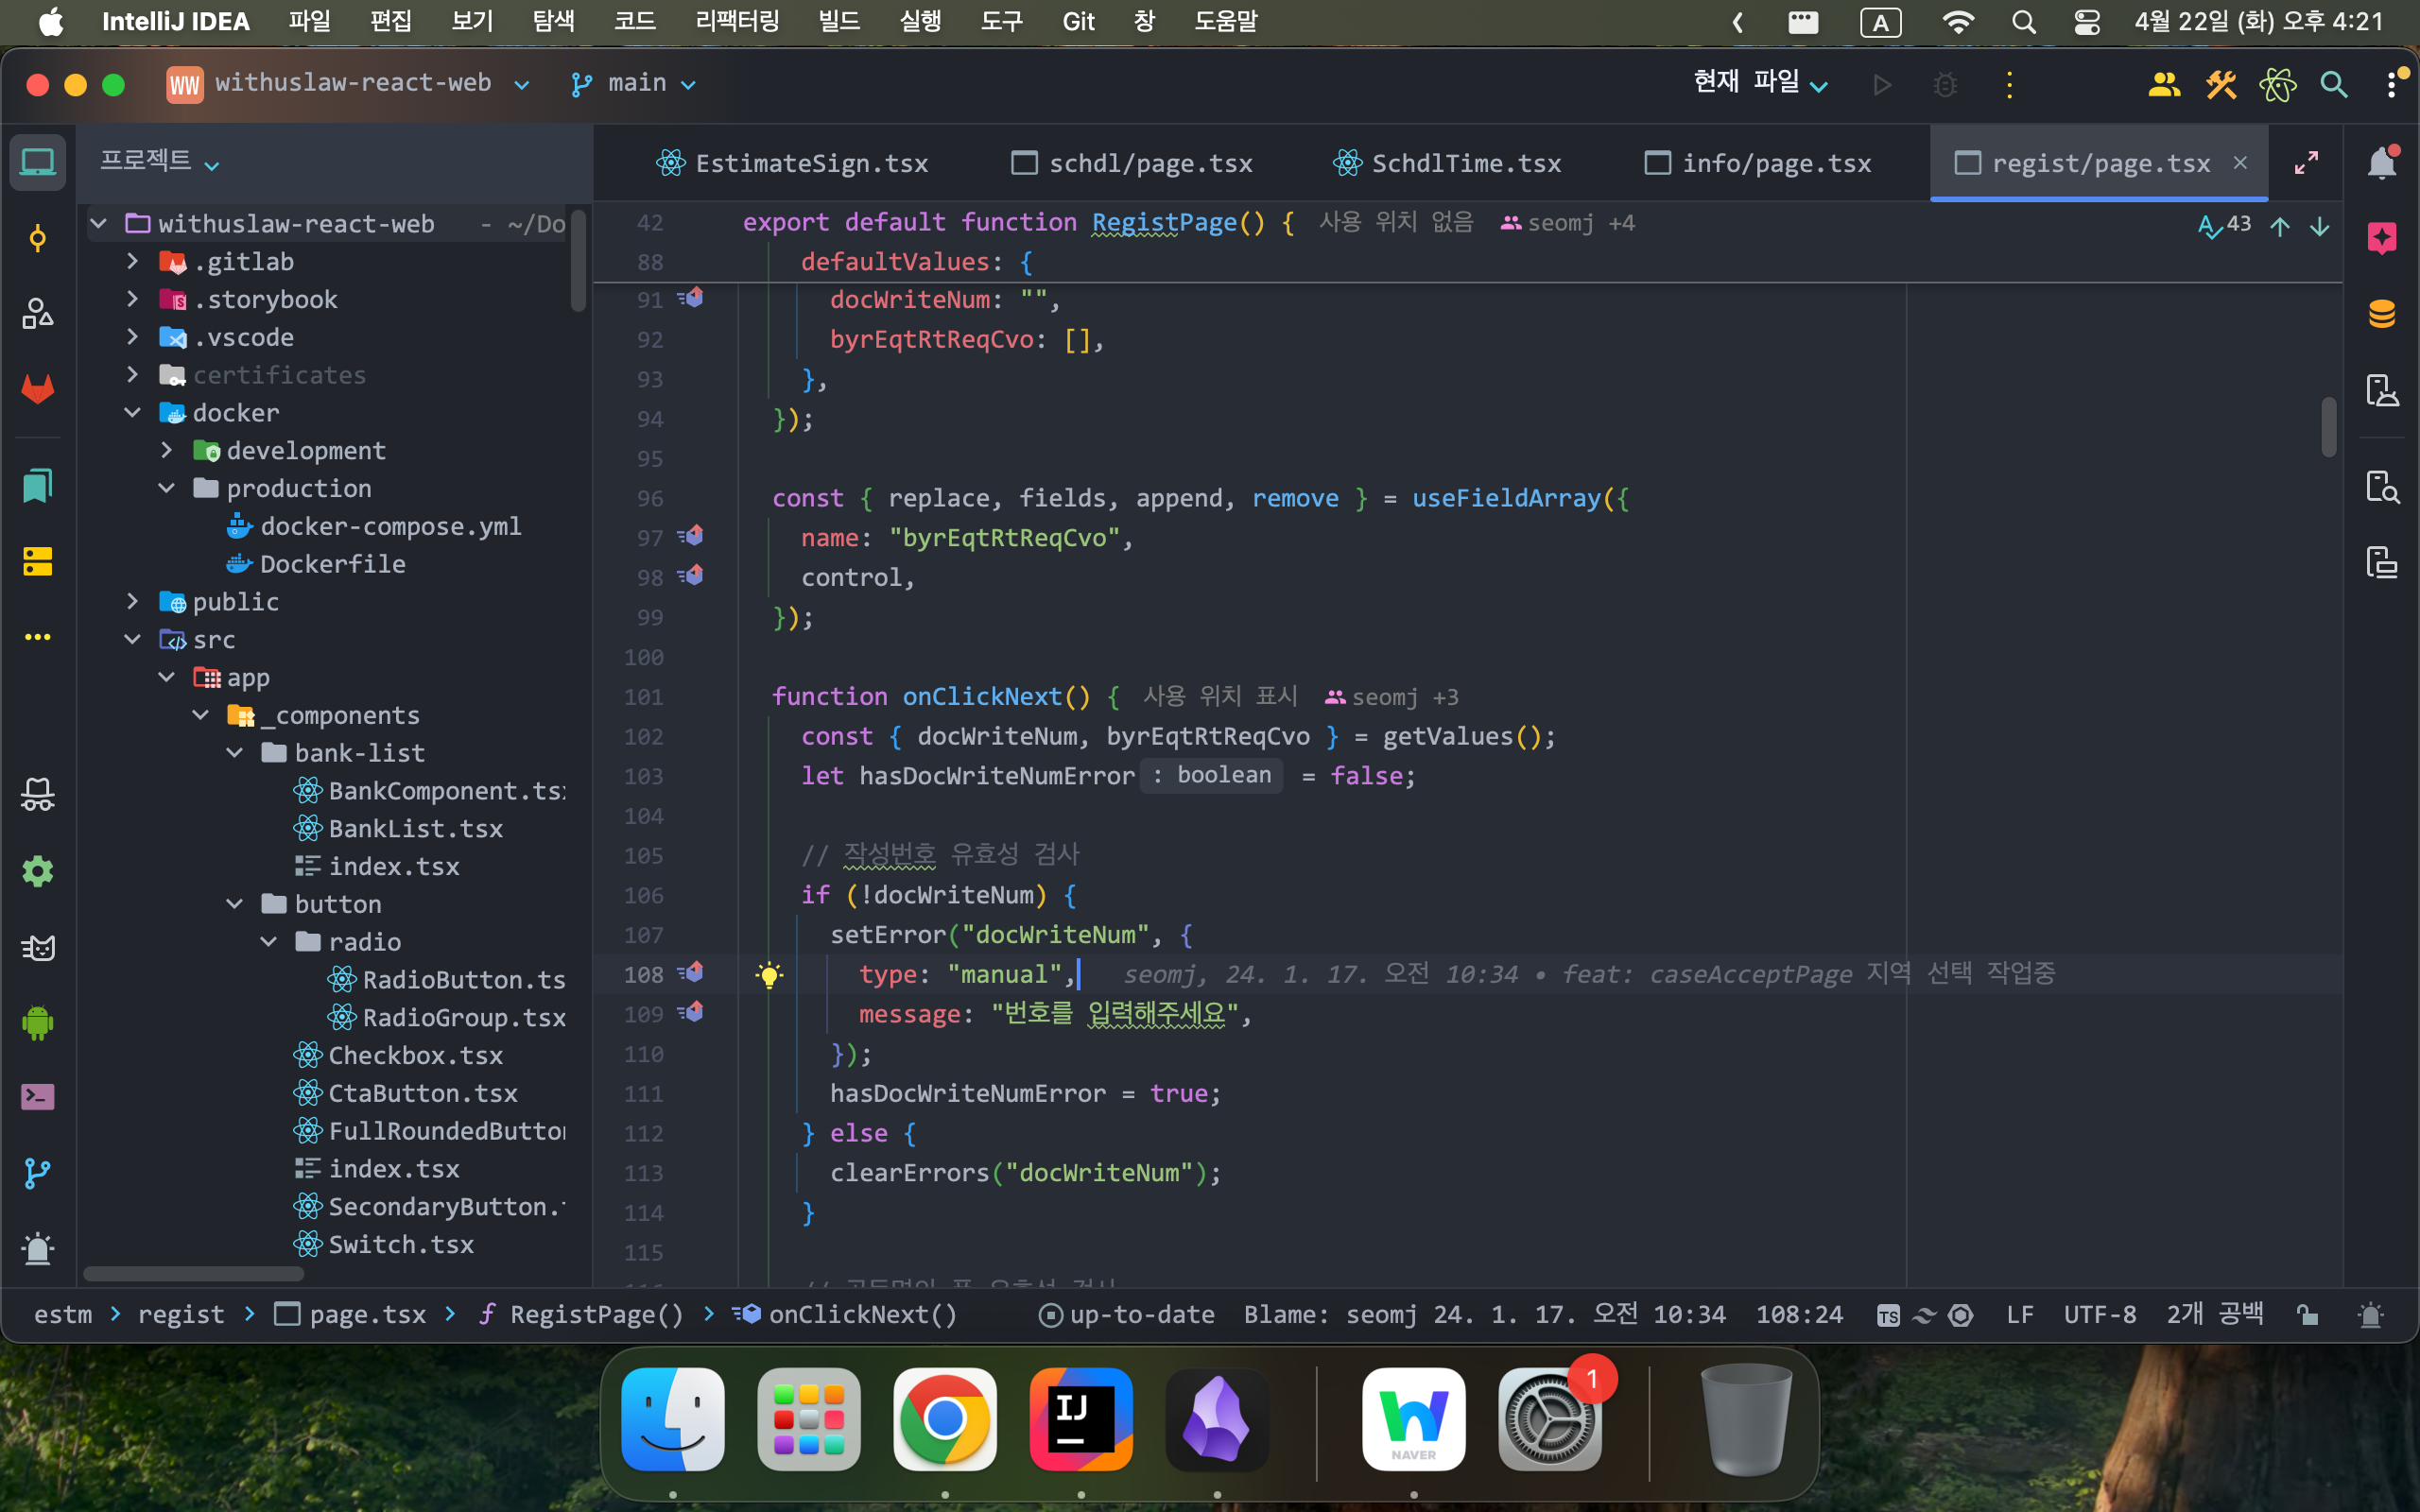 IntelliJ IDEA 파일 편집 보기 탐색 코드 리팩터링 빌드 실행 도구 Git 창 도움말 A 4월 22일 (화) 오후 4:21
WW withuslaw-react-web main 현재 파일
프로젝트
EstimateSign.tsx schdl/page.tsx SchdlTime.tsx info/page.tsx regist/page.tsx
withuslaw-react-web - ~/Do
.gitlab
.storybook
.vscode
certificates
docker
development
production
docker-compose.yml
Dockerfile
public
src
app
_components
bank-list
BankComponent.ts
BankList.tsx
index.tsx
button
radio
RadioButton.ts
RadioGroup.tsx
Checkbox.tsx
CtaButton.tsx
FullRoundedButto
index.tsx
SecondaryButton.
Switch.tsx
42 export default function RegistPage() { 사용 위치 없음 seomj +4
43
88 defaultValues: {
91 docWriteNum: "",
92 byrEqtRtReqCvo: [],
93 },
94 });
95
96 const { replace, fields, append, remove } = useFieldArray({
97 name: "byrEqtRtReqCvo",
98 control,
99 });
100
101 function onClickNext() { 사용 위치 표시 seomj +3
102 const { docWriteNum, byrEqtRtReqCvo } = getValues();
103 let hasDocWriteNumError : boolean = false;
104
105 // 작성번호 유효성 검사
106 if (!docWriteNum) {
107 setError("docWriteNum", {
108 type: "manual", seomj, 24. 1. 17. 오전 10:34 • feat: caseAcceptPage 지역 선택 작업중
109 message: "번호를 입력해주세요",
110 });
111 hasDocWriteNumError = true;
112 } else {
113 clearErrors("docWriteNum");
114 }
115
estm > regist > page.tsx > f RegistPage() > onClickNext() up-to-date Blame: seomj 24. 1. 17. 오전 10:34 108:24 TS LF UTF-8 2개 공백
IJ
NAVER
1